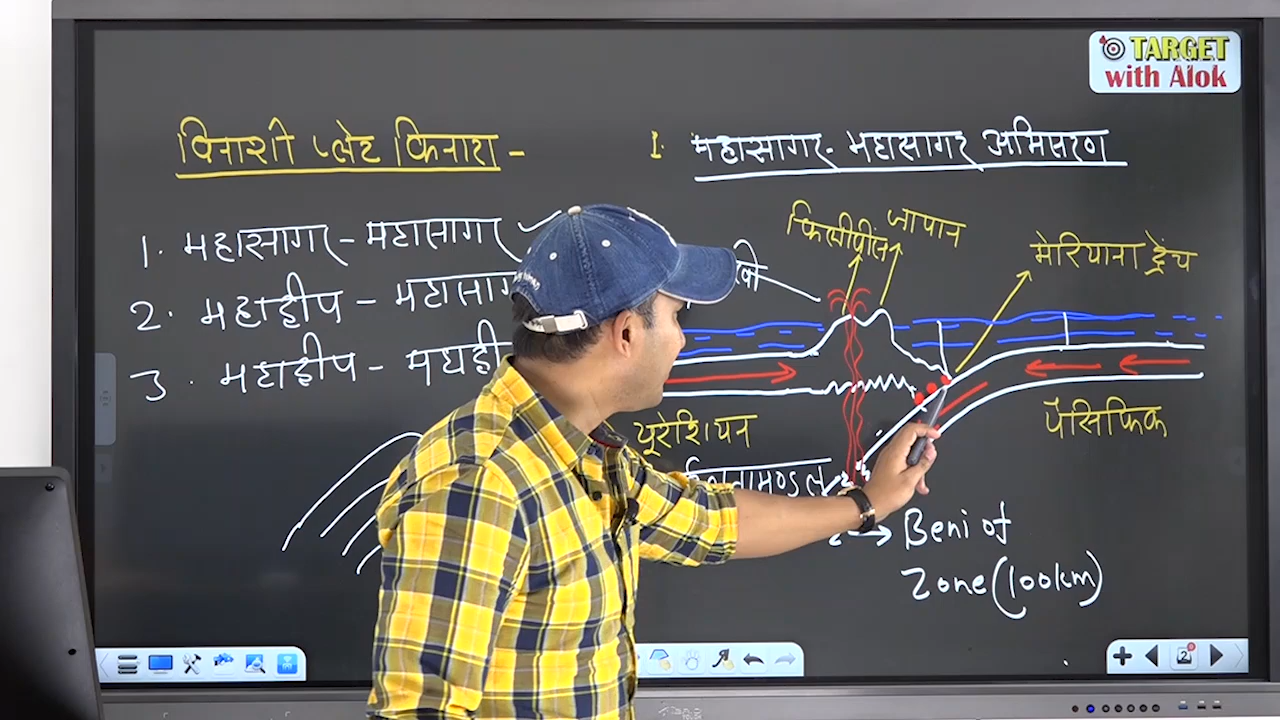 TARGET
with Alok
विनाशी प्लेट किनारा -
1. महासागर - महासागर
2. महाद्वीप - महासाग
3. महाद्वीप - महाद्वी
I. महासागर - महासागर अभिसरण
फिलीपींस
जापान
मेरियाना ट्रेंच
यूरेशियन
पैसिफिक
Beni of
Zone (100km)
2